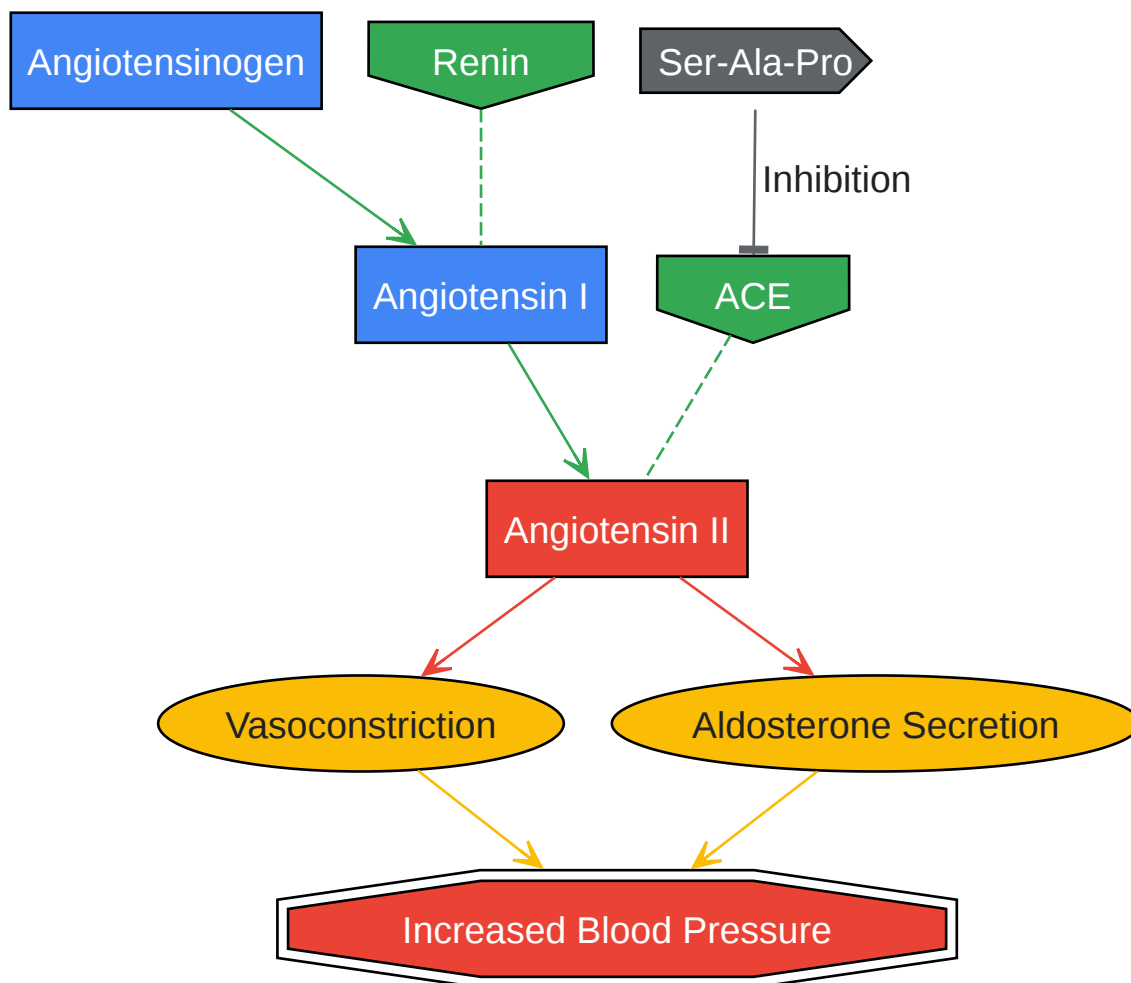 Angiotensinogen
Renin
Ser-Ala-Pro
Inhibition
Angiotensin I
ACE
Angiotensin II
Vasoconstriction
Aldosterone Secretion
Increased Blood Pressure